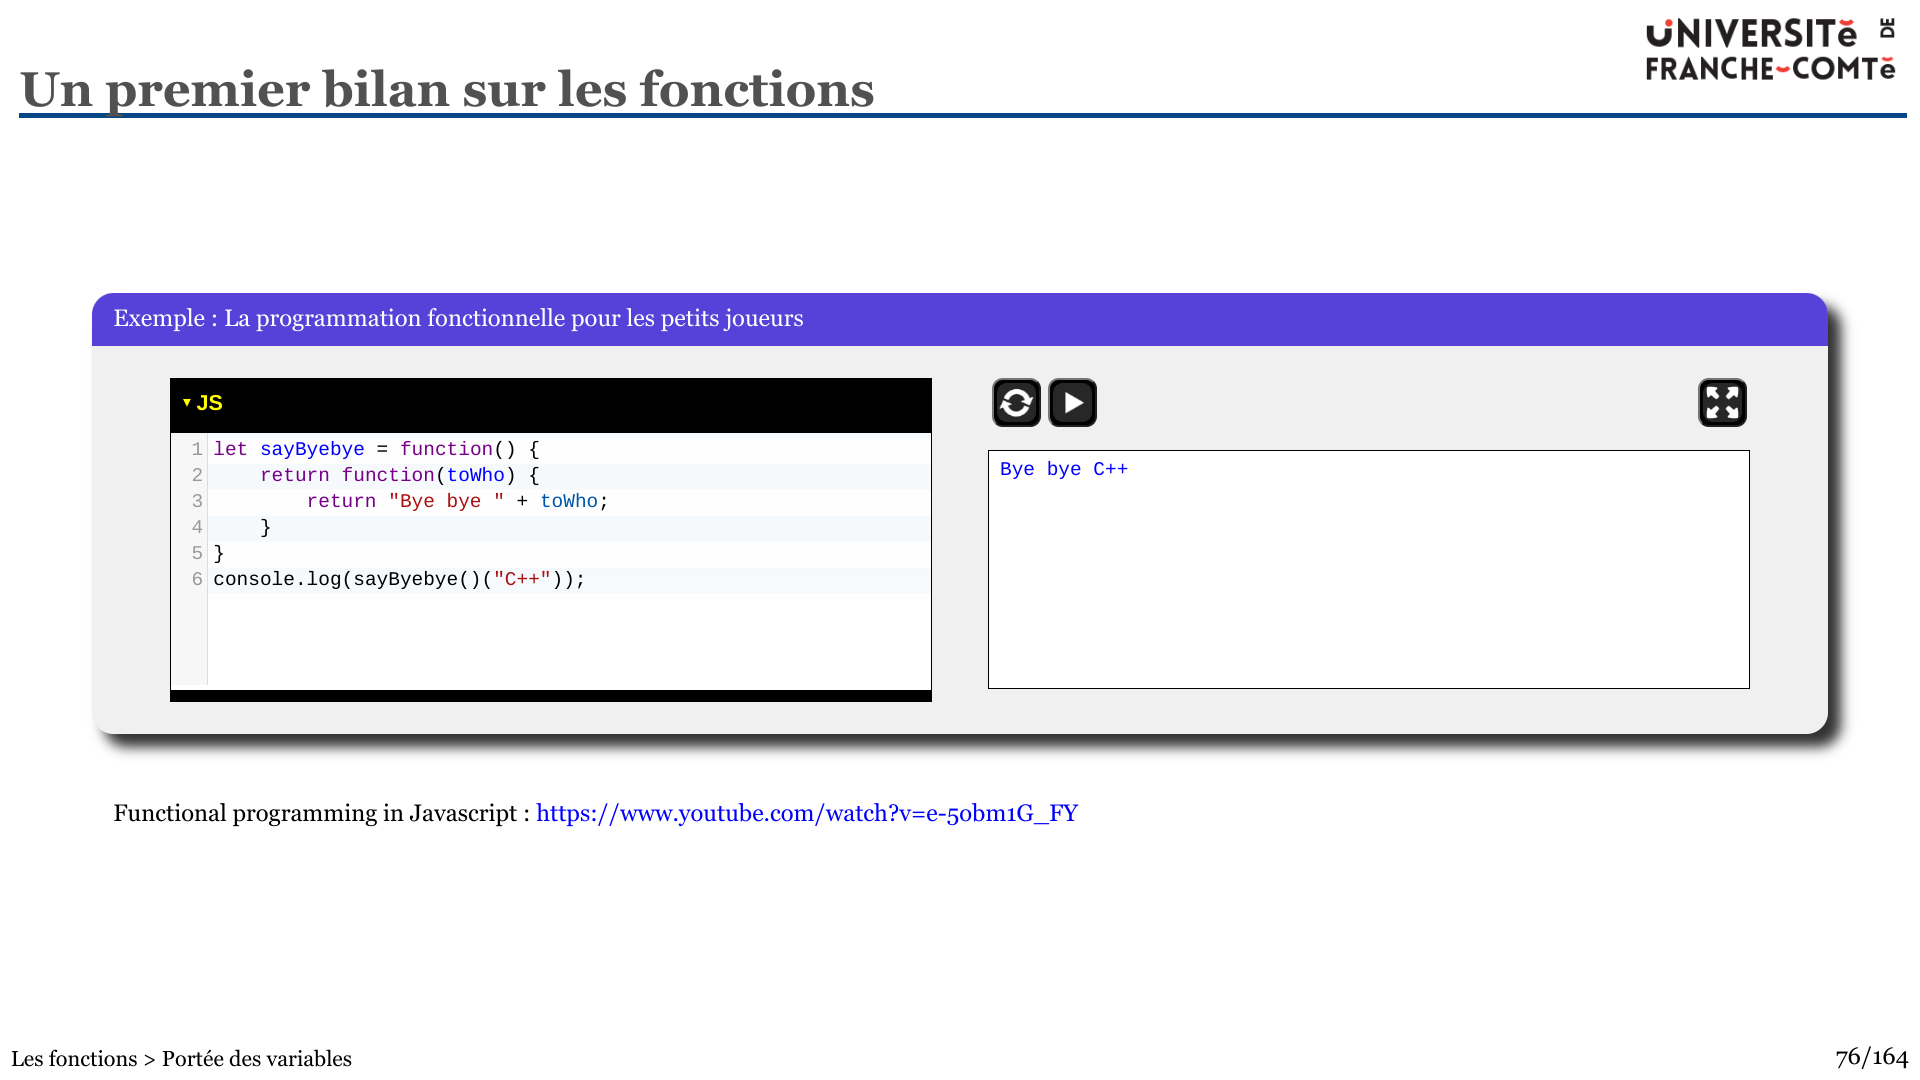 UNIVERSITÉ DE
FRANCHE-COMTÉ
Un premier bilan sur les fonctions
Exemple : La programmation fonctionnelle pour les petits joueurs
▼ JS
1 let sayByebye = function() {
2     return function(toWho) {
3         return "Bye bye " + toWho;
4     }
5 }
6 console.log(sayByebye()("C++"));
Bye bye C++
Functional programming in Javascript : https://www.youtube.com/watch?v=e-5obm1G_FY
Les fonctions > Portée des variables
76/164